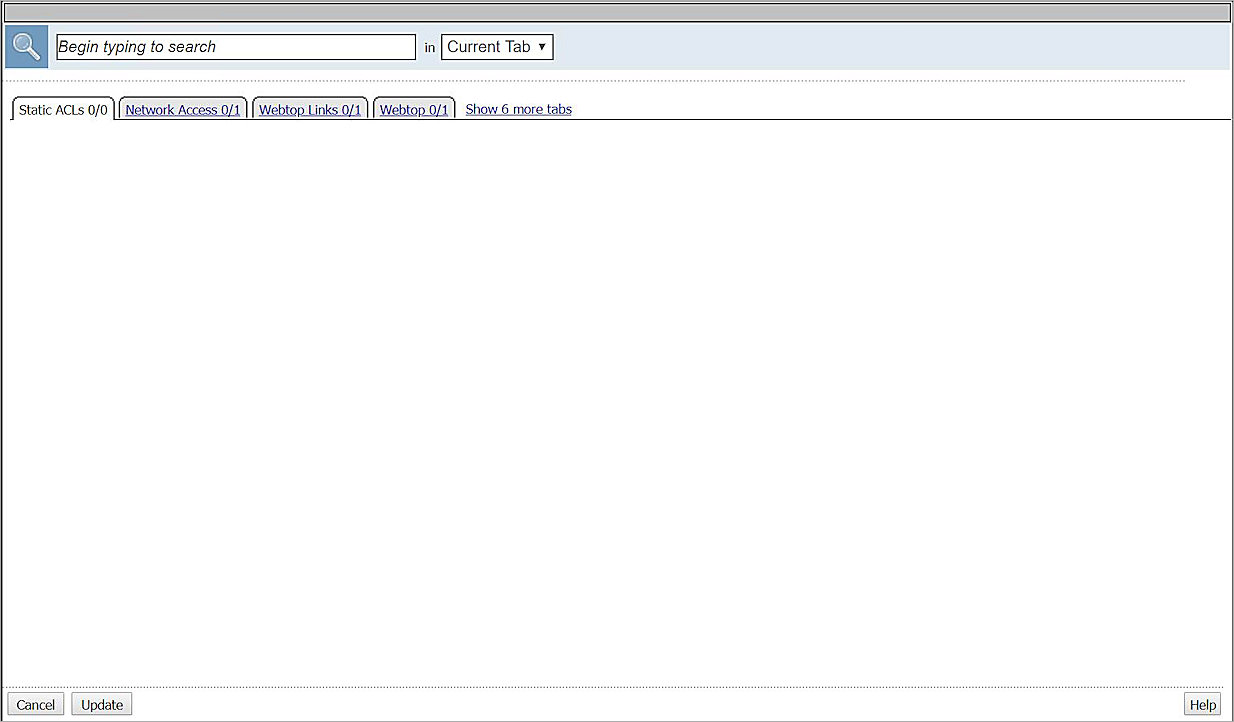 Begin typing to search in Current Tab ▼
Static ACLs 0/0 Network Access 0/1 Webtop Links 0/1 Webtop 0/1 Show 6 more tabs
Cancel Update Help